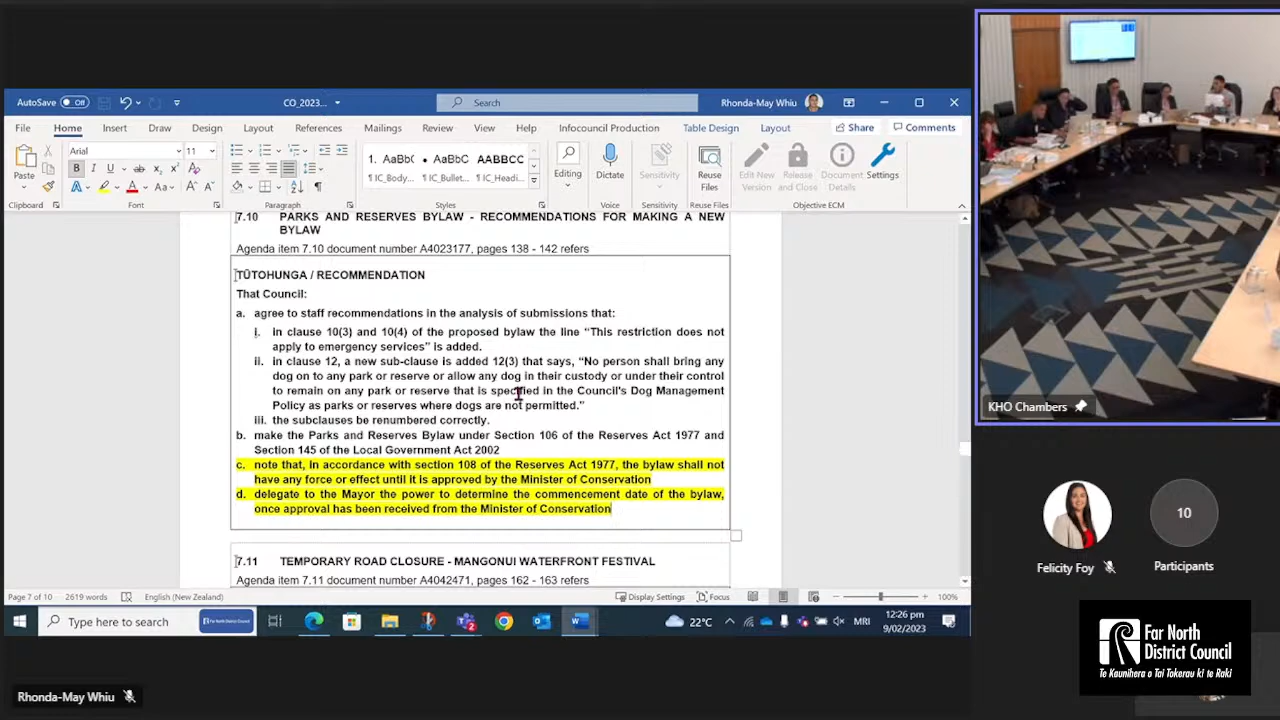 AutoSave Off
CO_2023...
Search
Rhonda-May Whiu
File Home Insert Draw Design Layout References Mailings Review View Help Infocouncil Production Table Design Layout Share Comments
Arial 11
Paste
1. AaBbC AaBbC AABBCC
¶ IC_Body... ¶ IC_Bullet... ¶ IC_Headi...
Editing
Dictate
Sensitivity
Reuse Files
Edit New Version
Release and Close
Document Details
Settings
Clipboard Font Paragraph Styles Voice Sensitivity Reuse Files Objective ECM
7.10 PARKS AND RESERVES BYLAW - RECOMMENDATIONS FOR MAKING A NEW
BYLAW
Agenda item 7.10 document number A4023177, pages 138 - 142 refers
TŪTOHUNGA / RECOMMENDATION
That Council:
a. agree to staff recommendations in the analysis of submissions that:
i. in clause 10(3) and 10(4) of the proposed bylaw the line “This restriction does not
apply to emergency services” is added.
ii. in clause 12, a new sub-clause is added 12(3) that says, “No person shall bring any
dog on to any park or reserve or allow any dog in their custody or under their control
to remain on any park or reserve that is specified in the Council's Dog Management
Policy as parks or reserves where dogs are not permitted.”
iii. the subclauses be renumbered correctly.
b. make the Parks and Reserves Bylaw under Section 106 of the Reserves Act 1977 and
Section 145 of the Local Government Act 2002
c. note that, in accordance with section 108 of the Reserves Act 1977, the bylaw shall not
have any force or effect until it is approved by the Minister of Conservation
d. delegate to the Mayor the power to determine the commencement date of the bylaw,
once approval has been received from the Minister of Conservation
7.11 TEMPORARY ROAD CLOSURE - MANGONUI WATERFRONT FESTIVAL
Agenda item 7.11 document number A4042471, pages 162 - 163 refers
Page 7 of 10 2619 words English (New Zealand) Display Settings Focus 100%
Type here to search
22°C
MRI
12:26 pm
9/02/2023
Rhonda-May Whiu
KHO Chambers
Felicity Foy
10
Participants
Far North
District Council
Te Kaunihera o Tai Tokerau ki te Raki